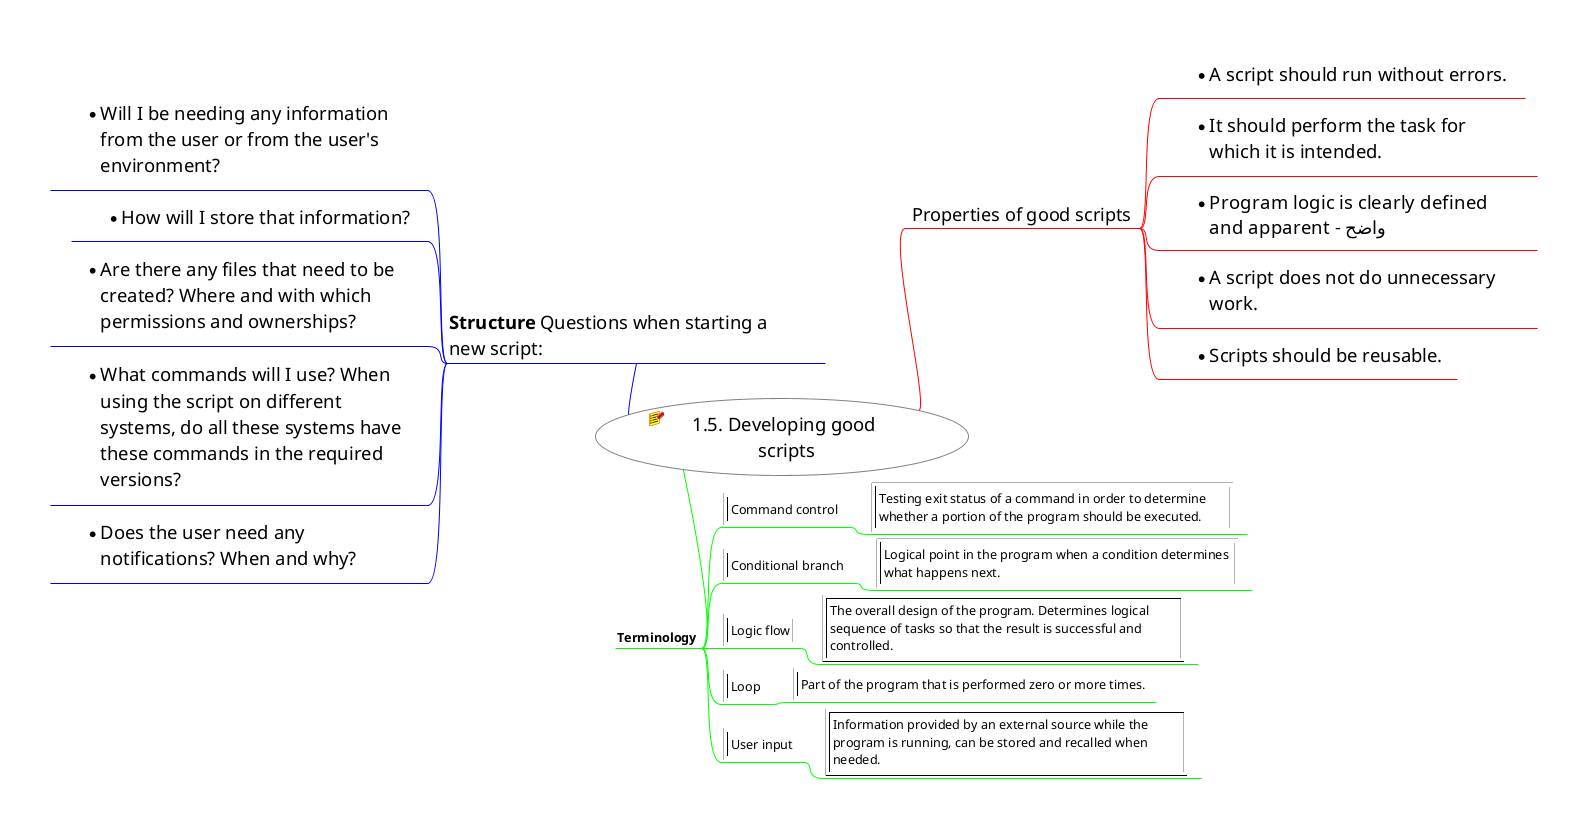 1.5. Developing good
scripts
Structure Questions when starting a
new script:
• Will I be needing any information
from the user or from the user's
environment?
• How will I store that information?
• Are there any files that need to be
created? Where and with which
permissions and ownerships?
• What commands will I use? When
using the script on different
systems, do all these systems have
these commands in the required
versions?
• Does the user need any
notifications? When and why?
Properties of good scripts
• A script should run without errors.
• It should perform the task for
which it is intended.
• Program logic is clearly defined
and apparent - واضح
• A script does not do unnecessary
work.
• Scripts should be reusable.
Terminology
Command control
Testing exit status of a command in order to determine
whether a portion of the program should be executed.
Conditional branch
Logical point in the program when a condition determines
what happens next.
Logic flow
The overall design of the program. Determines logical
sequence of tasks so that the result is successful and
controlled.
Loop
Part of the program that is performed zero or more times.
User input
Information provided by an external source while the
program is running, can be stored and recalled when
needed.